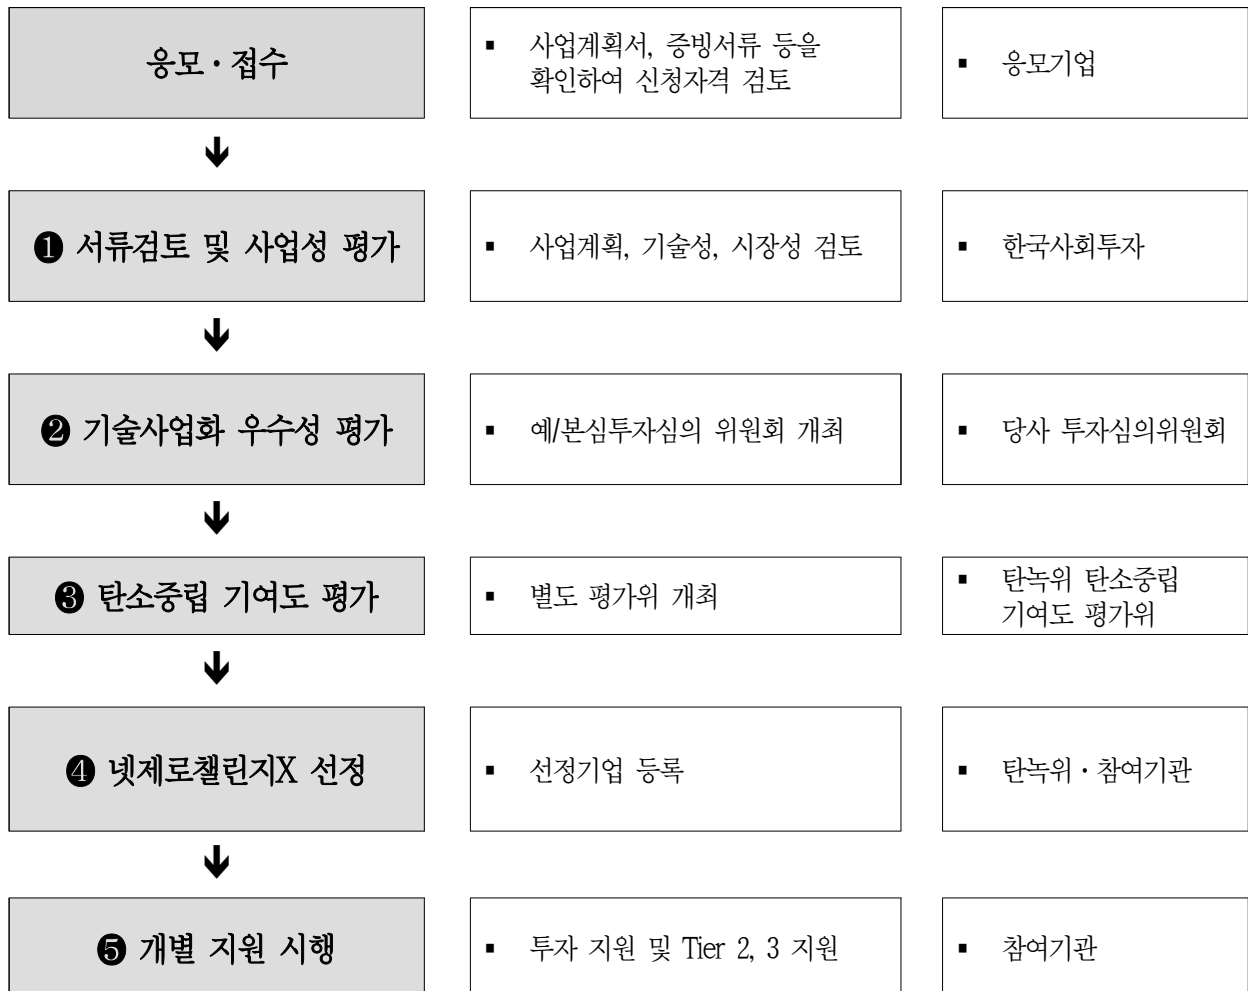 응모・접수
▪ 사업계획서, 증빙서류 등을
확인하여 신청자격 검토
▪ 응모기업
❶ 서류검토 및 사업성 평가
▪ 사업계획, 기술성, 시장성 검토
▪ 한국사회투자
❷ 기술사업화 우수성 평가
▪ 예/본심투자심의 위원회 개최
▪ 당사 투자심의위원회
❸ 탄소중립 기여도 평가
▪ 별도 평가위 개최
▪ 탄녹위 탄소중립
기여도 평가위
❹ 넷제로챌린지X 선정
▪ 선정기업 등록
▪ 탄녹위・참여기관
❺ 개별 지원 시행
▪ 투자 지원 및 Tier 2, 3 지원
▪ 참여기관